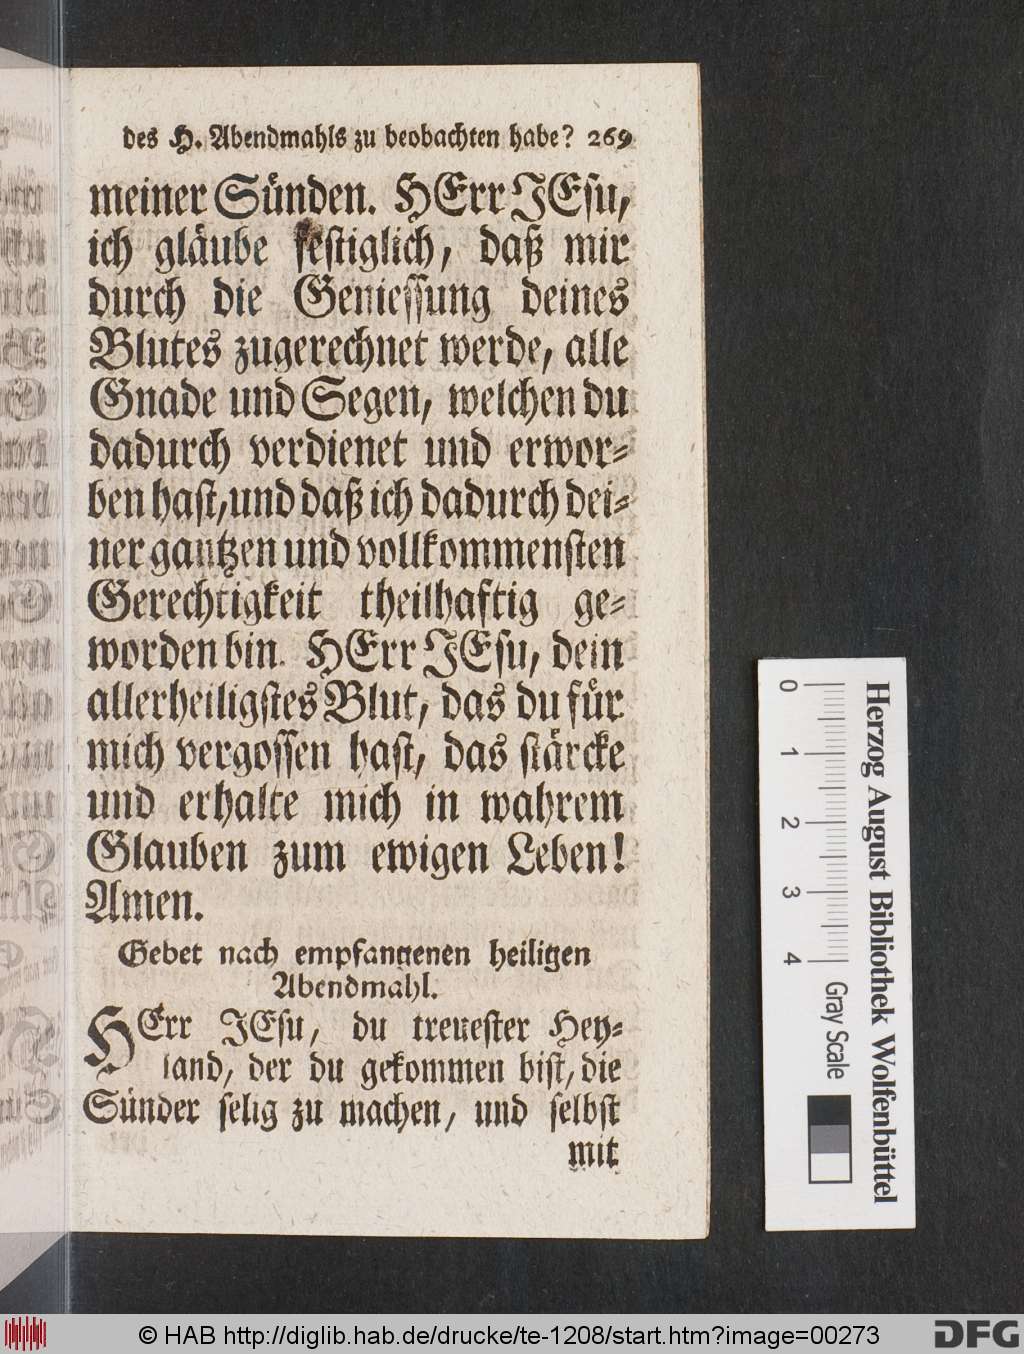 des H. Abendmahls zu beobachten habe? 269
meiner Sünden. HErr JEsu,
ich gläube festiglich, daß mir
durch die Geniessung deines
Blutes zugerechnet werde, alle
Gnade und Segen, welchen du
dadurch verdienet und erwor-
ben hast, und daß ich dadurch dei-
ner gantzen und vollkommensten
Gerechtigkeit theilhaftig ge-
worden bin. HErr JEsu, dein
allerheiligstes Blut, das du für
mich vergossen hast, das stärcke
und erhalte mich in wahrem
Glauben zum ewigen Leben!
Amen.
Gebet nach empfangenen heiligen
Abendmahl.
HErr JEsu, du treuester Hey-
land, der du gekommen bist, die
Sünder selig zu machen, und selbst
mit
0 1 2 3 4
Gray Scale
Herzog August Bibliothek Wolfenbüttel
© HAB http://diglib.hab.de/drucke/te-1208/start.htm?image=00273
DFG